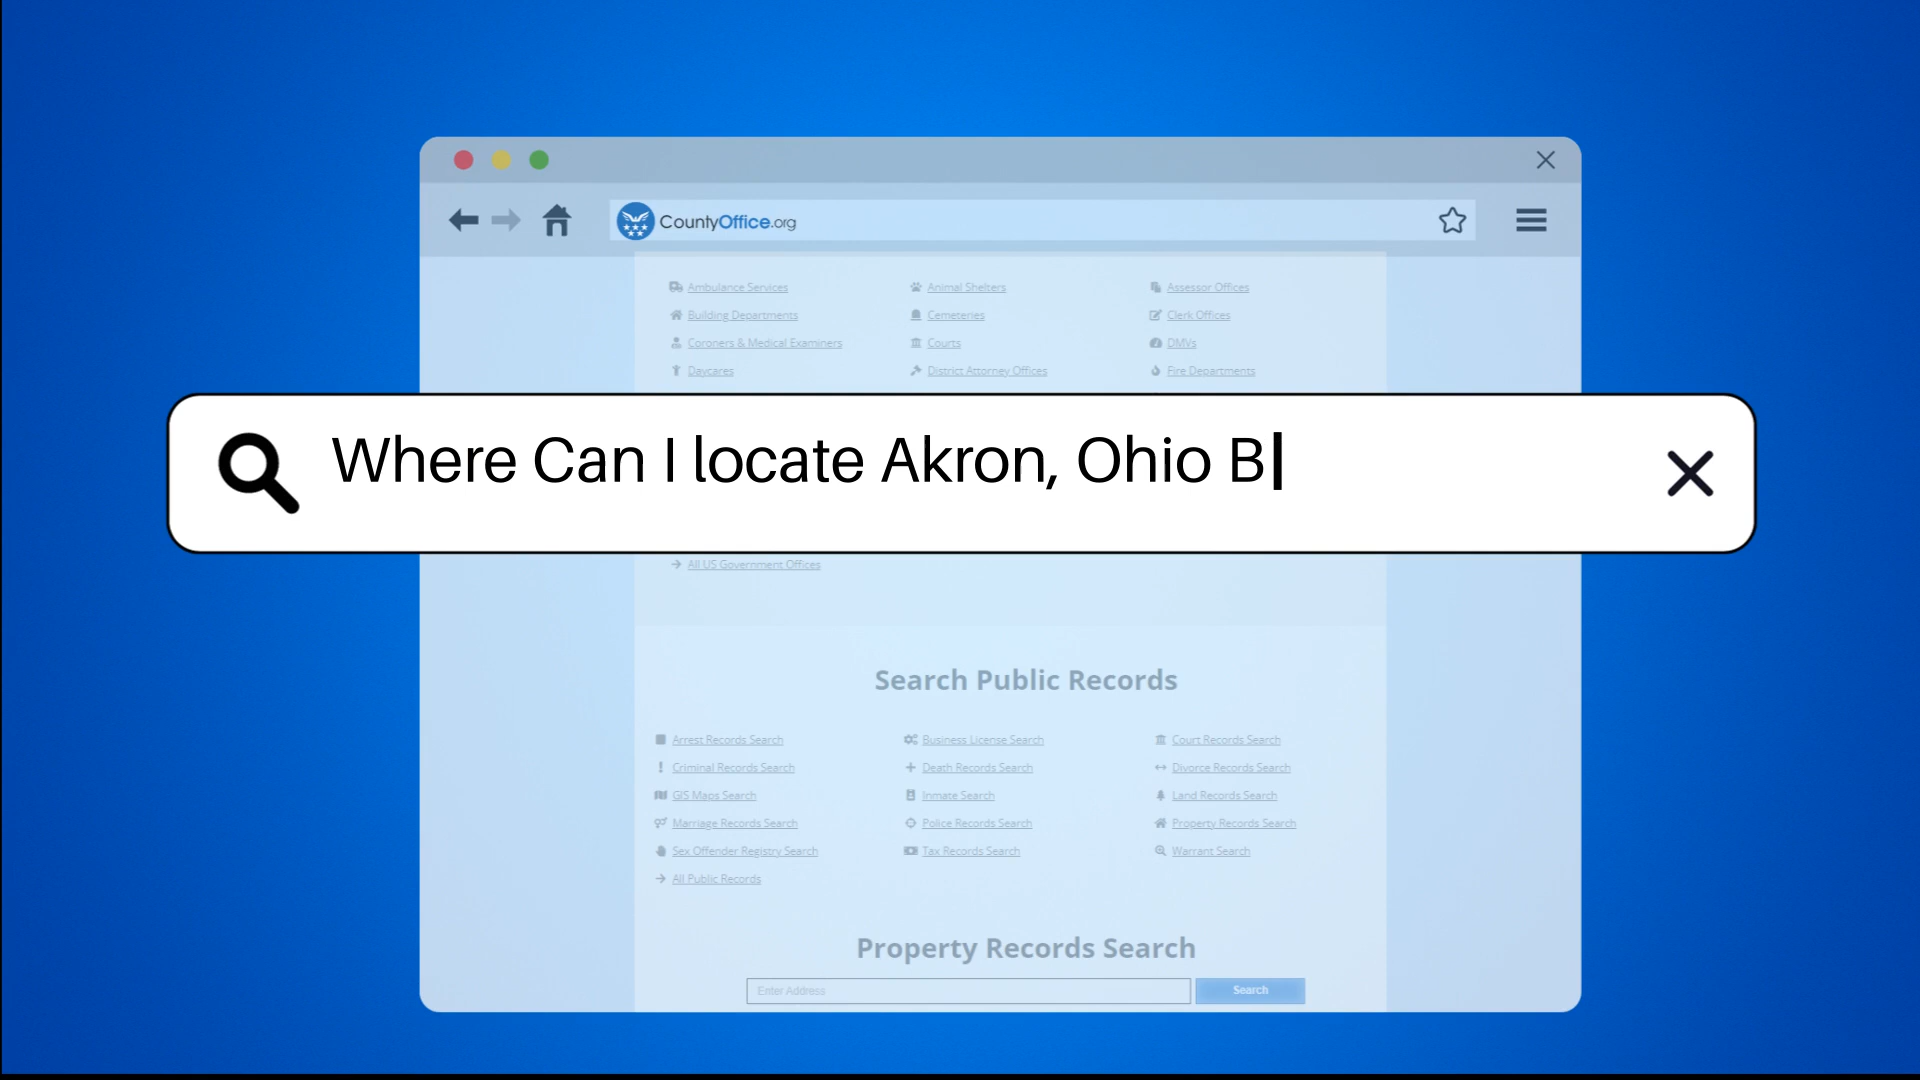 CountyOffice.org
Ambulance Services Animal Shelters Assessor Offices
Building Departments Cemeteries Clerk Offices
Coroners & Medical Examiners Courts DMVs
Daycares District Attorney Offices Fire Departments
Where Can I locate Akron, Ohio B
All US Government Offices
Search Public Records
Arrest Records Search Business License Search Court Records Search
Criminal Records Search Death Records Search Divorce Records Search
GIS Maps Search Inmate Search Land Records Search
Marriage Records Search Police Records Search Property Records Search
Sex Offender Registry Search Tax Records Search Warrant Search
All Public Records
Property Records Search
Enter Address Search